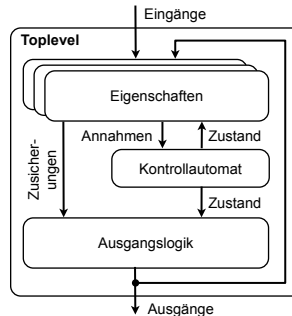 Eingänge
Toplevel
Eigenschaften
Annahmen
Zustand
Zusicher-
ungen
Kontrollautomat
Zustand
Ausgangslogik
Ausgänge